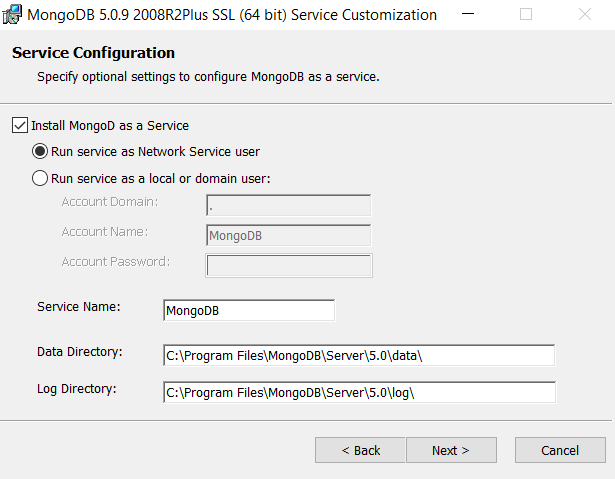 MongoDB 5.0.9 2008R2Plus SSL (64 bit) Service Customization
Service Configuration
Specify optional settings to configure MongoDB as a service.
Install MongoD as a Service
Run service as Network Service user
Run service as a local or domain user:
Account Domain: .
Account Name: MongoDB
Account Password:
Service Name: MongoDB
Data Directory: C:\Program Files\MongoDB\Server\5.0\data\
Log Directory: C:\Program Files\MongoDB\Server\5.0\log\
< Back Next > Cancel